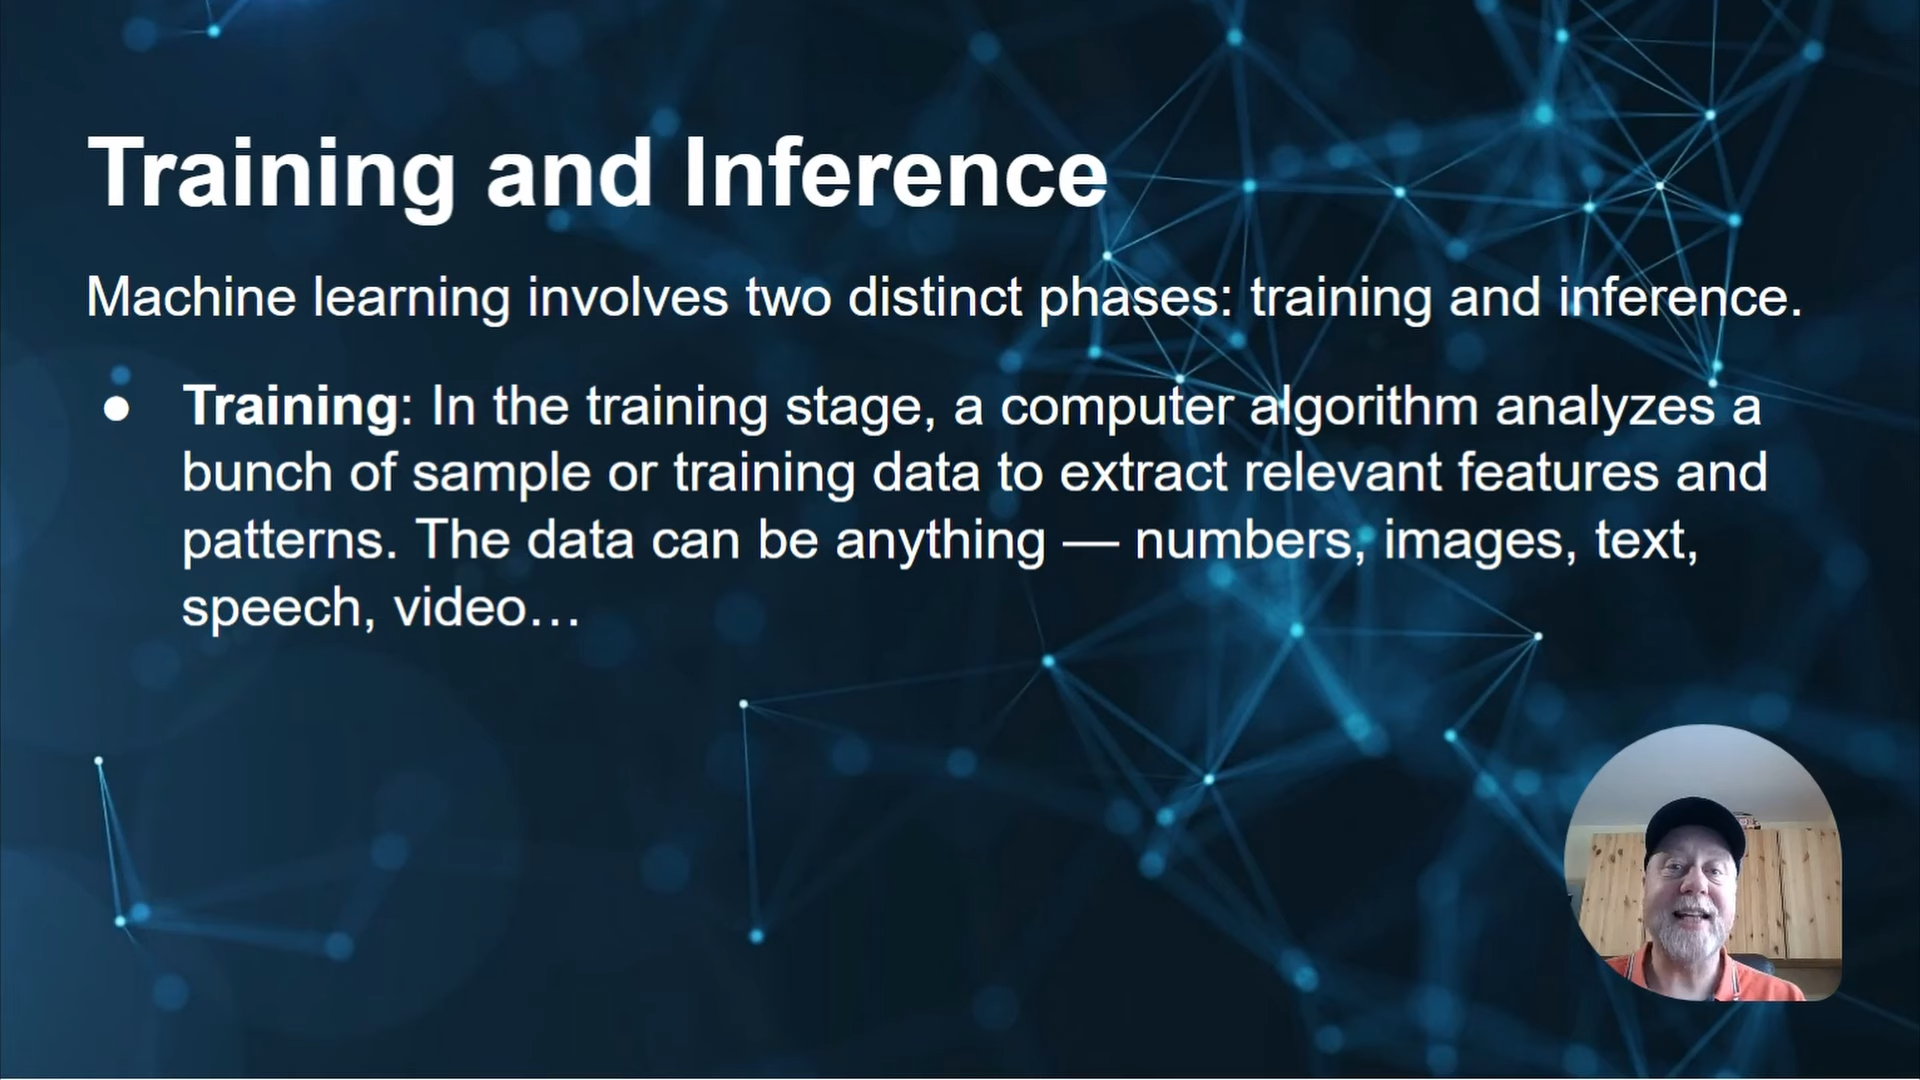 Training and Inference
Machine learning involves two distinct phases: training and inference.
● Training: In the training stage, a computer algorithm analyzes a
bunch of sample or training data to extract relevant features and
patterns. The data can be anything — numbers, images, text,
speech, video…